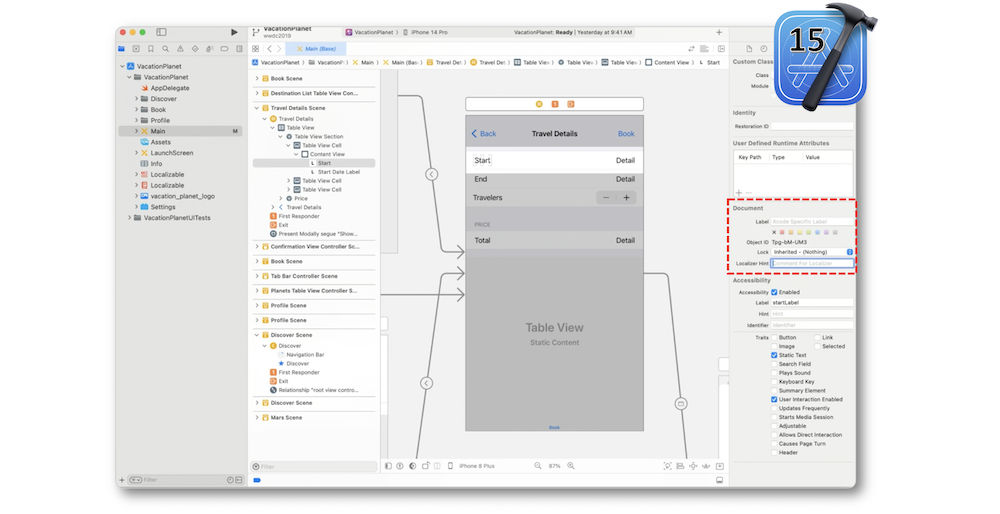 15
VacationPlanet
wwdc2019
VacationPlanet
iPhone 14 Pro
VacationPlanet: Ready | Yesterday at 9:41 AM
Main (Base)
VacationPlanet
VacationP
Main
Main (Bas
Travel De
Travel De
Table Vie
Table Vie
Table Vie
Content View
L Start
VacationPlanet
VacationPlanet
AppDelegate
Discover
Book
Profile
Main M
Assets
LaunchScreen
Info
Localizable
Localizable
vacation_planet_logo
Settings
VacationPlanetUITests
Filter
Book Scene
Destination List Table View Con...
Travel Details Scene
Travel Details
Table View
Table View Section
Table View Cell
Content View
L Start
L Start Date Label
Table View Cell
Table View Cell
Price
Travel Details
First Responder
Exit
Present Modally segue "Show...
Confirmation View Controller Sc...
Book Scene
Tab Bar Controller Scene
Planets Table View Controller S...
Profile Scene
Profile Scene
Discover Scene
Discover
Navigation Bar
Discover
First Responder
Exit
Relationship "root view contro...
Discover Scene
Mars Scene
Filter
Back Travel Details Book
Start Detail
End Detail
Travelers − +
PRICE
Total Detail
Table View
Static Content
Book
iPhone 8 Plus
87%
Custom Class
Class
Module
Identity
Restoration ID
User Defined Runtime Attributes
Key Path Type Value
Document
Label Xcode Specific Label
Object ID Tpg-bM-UM3
Lock Inherited - (Nothing)
Localizer Hint Comment For Localizer
Accessibility
Accessibility Enabled
Label startLabel
Hint Hint
Identifier Identifier
Traits Button Link
Image Selected
Static Text
Search Field
Plays Sound
Keyboard Key
Summary Element
User Interaction Enabled
Updates Frequently
Starts Media Session
Adjustable
Allows Direct Interaction
Causes Page Turn
Header